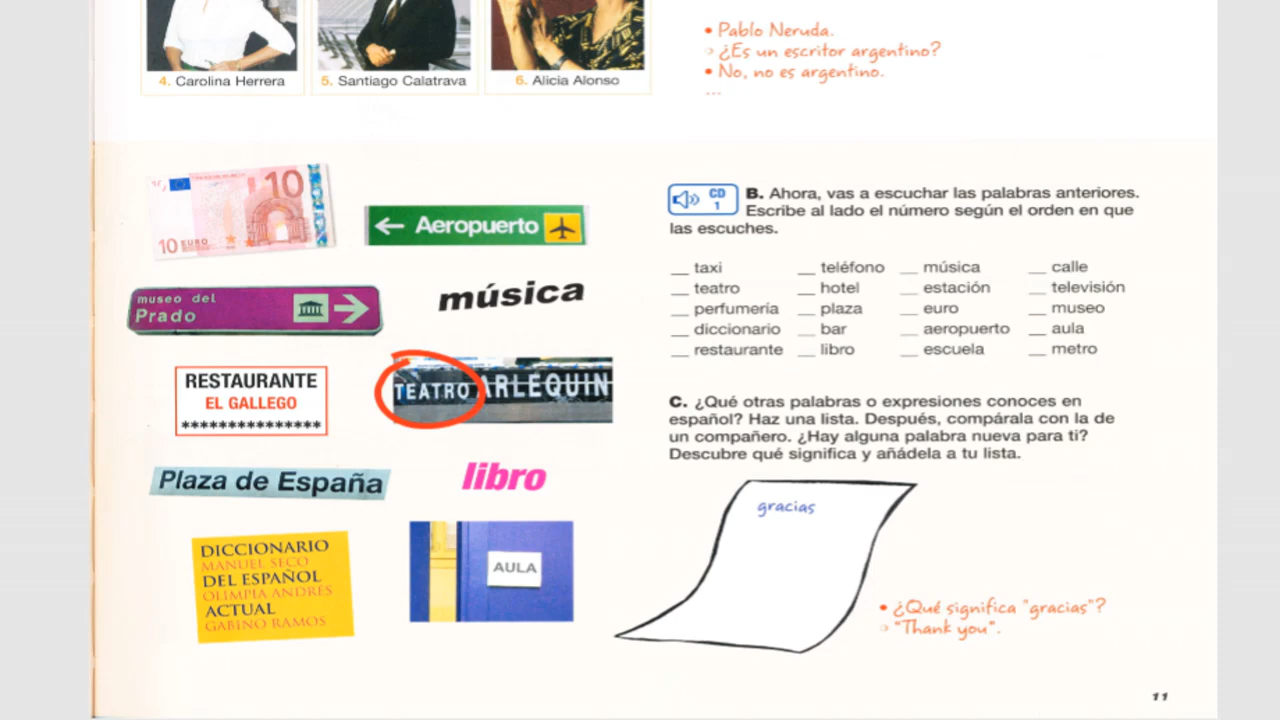 4. Carolina Herrera
5. Santiago Calatrava
6. Alicia Alonso
• Pablo Neruda.
○ ¿Es un escritor argentino?
• No, no es argentino.
...
10
10 EURO
← Aeropuerto
museo del
Prado
música
RESTAURANTE
EL GALLEGO
***************
TEATRO ARLEQUIN
Plaza de España
libro
DICCIONARIO
MANUEL SECO
DEL ESPAÑOL
OLIMPIA ANDRÉS
ACTUAL
GABINO RAMOS
AULA
CD
1
B. Ahora, vas a escuchar las palabras anteriores.
Escribe al lado el número según el orden en que
las escuches.
__ taxi __ teléfono __ música __ calle
__ teatro __ hotel __ estación __ televisión
__ perfumería __ plaza __ euro __ museo
__ diccionario __ bar __ aeropuerto __ aula
__ restaurante __ libro __ escuela __ metro
C. ¿Qué otras palabras o expresiones conoces en
español? Haz una lista. Después, compárala con la de
un compañero. ¿Hay alguna palabra nueva para ti?
Descubre qué significa y añádela a tu lista.
gracias
• ¿Qué significa "gracias"?
○ "Thank you".
11